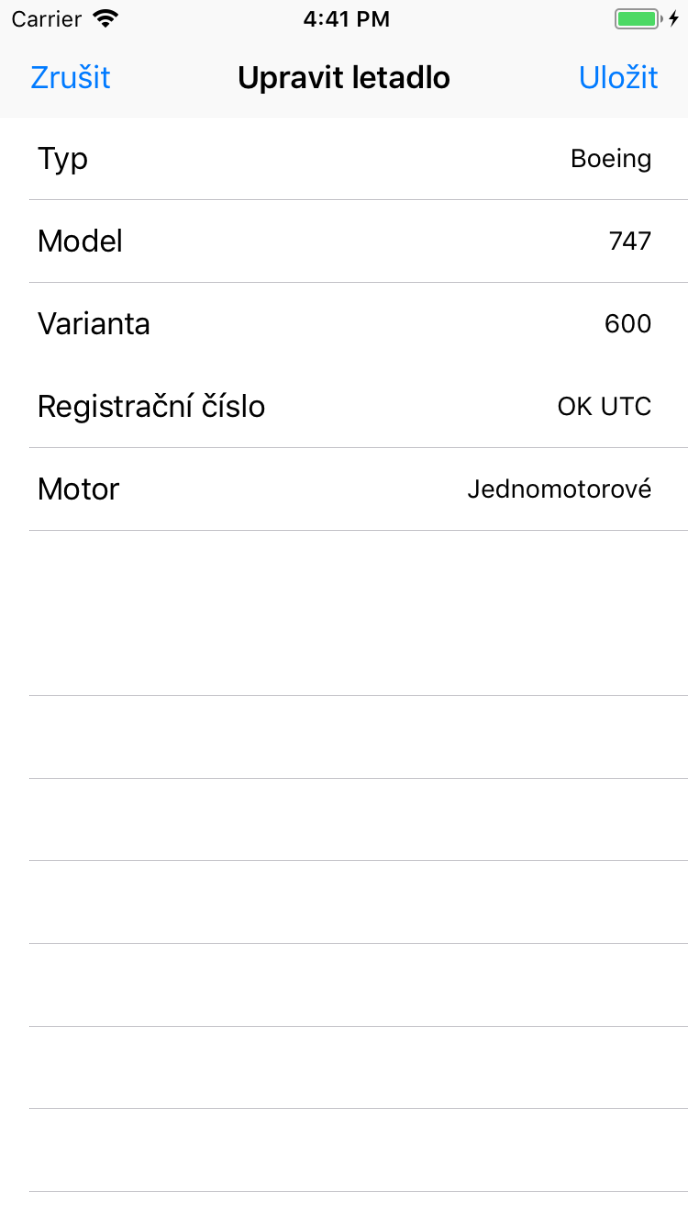 Carrier 4:41 PM
Zrušit Upravit letadlo Uložit
Typ Boeing
Model 747
Varianta 600
Registrační číslo OK UTC
Motor Jednomotorové